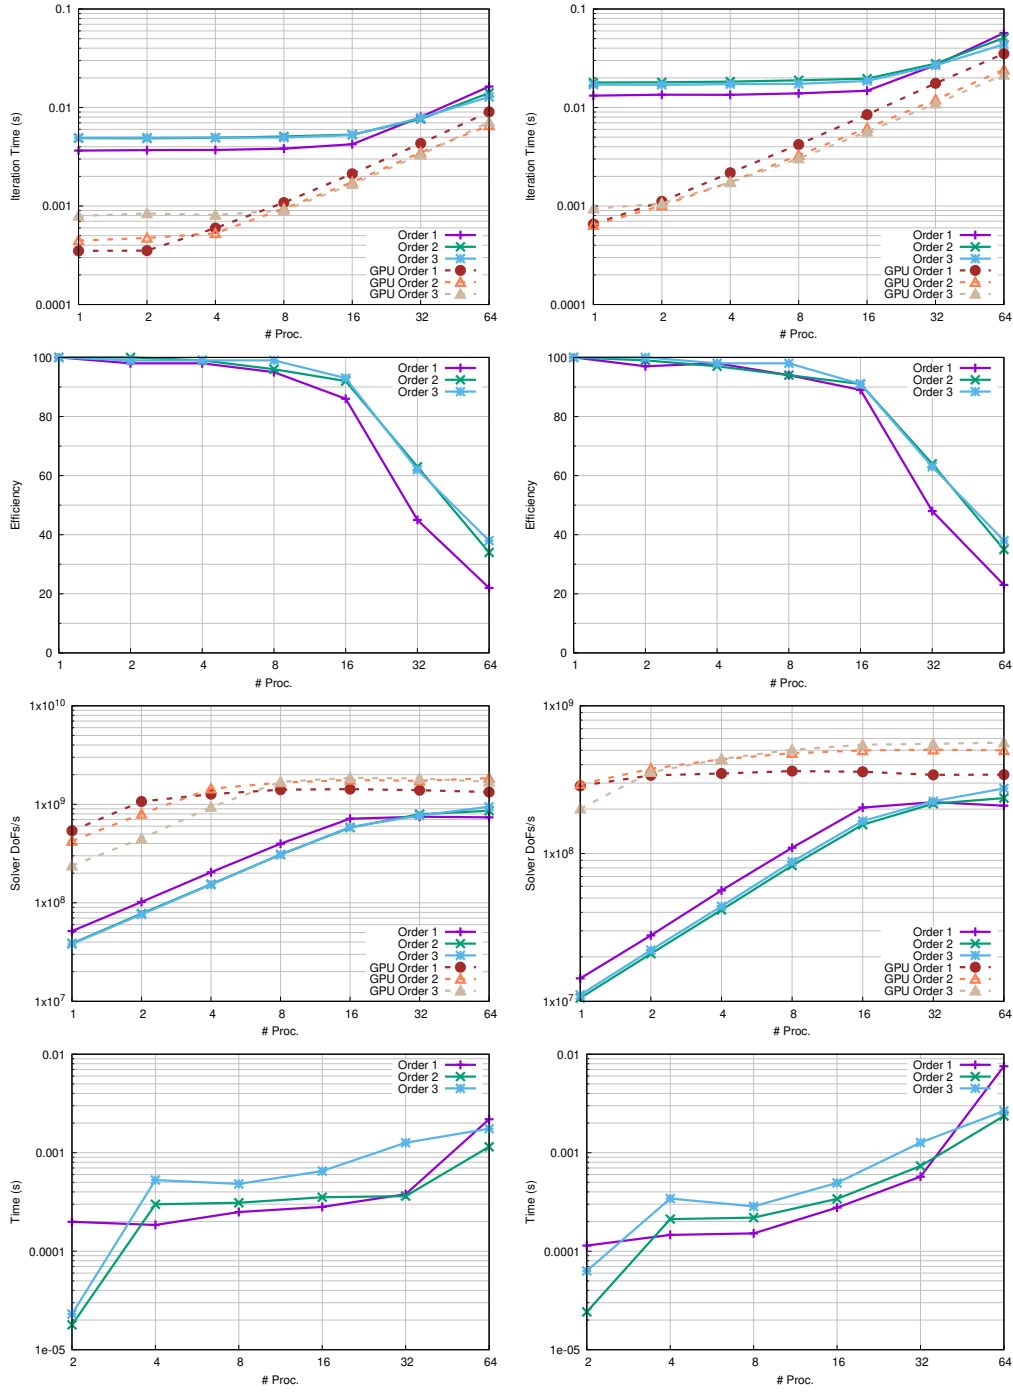 0.1
0.01
0.001
0.0001
Iteration Time (s)
1 2 4 8 16 32 64
# Proc.
Order 1
Order 2
Order 3
GPU Order 1
GPU Order 2
GPU Order 3
0.1
0.01
0.001
0.0001
Iteration Time (s)
1 2 4 8 16 32 64
# Proc.
Order 1
Order 2
Order 3
GPU Order 1
GPU Order 2
GPU Order 3
100
80
60
40
20
0
Efficiency
1 2 4 8 16 32 64
# Proc.
Order 1
Order 2
Order 3
100
80
60
40
20
0
Efficiency
1 2 4 8 16 32 64
# Proc.
Order 1
Order 2
Order 3
1x10^10
1x10^9
1x10^8
1x10^7
Solver DoFs/s
1 2 4 8 16 32 64
# Proc.
Order 1
Order 2
Order 3
GPU Order 1
GPU Order 2
GPU Order 3
1x10^9
1x10^8
1x10^7
Solver DoFs/s
1 2 4 8 16 32 64
# Proc.
Order 1
Order 2
Order 3
GPU Order 1
GPU Order 2
GPU Order 3
0.01
0.001
0.0001
1e-05
Time (s)
2 4 8 16 32 64
# Proc.
Order 1
Order 2
Order 3
0.01
0.001
0.0001
1e-05
Time (s)
2 4 8 16 32 64
# Proc.
Order 1
Order 2
Order 3